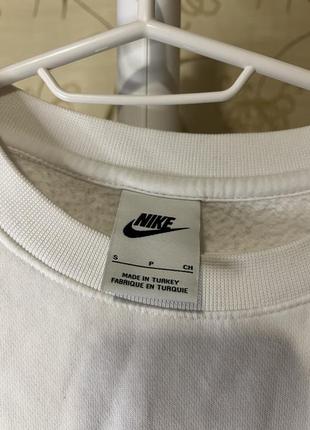 NIKE
S P CH
MADE IN TURKEY
FABRIQUE EN TURQUIE